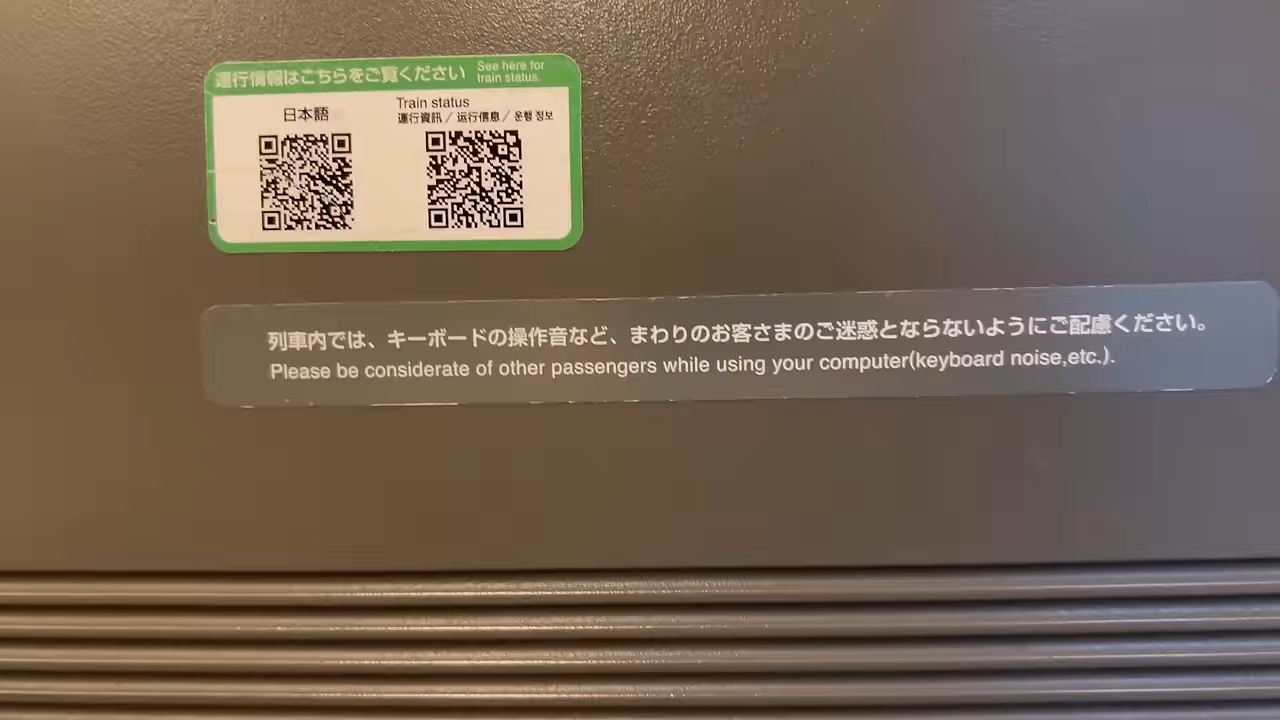 運行情報はこちらをご覧ください
See here for
train status.
日本語
Train status
運行資訊 / 运行信息 / 운행 정보
列車内では、キーボードの操作音など、まわりのお客さまのご迷惑とならないようにご配慮ください。
Please be considerate of other passengers while using your computer(keyboard noise,etc.).